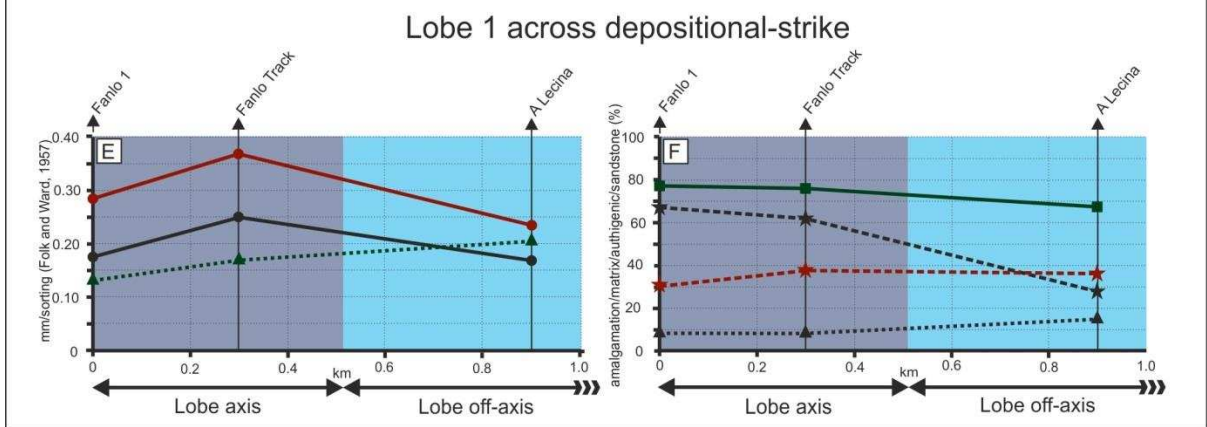 Lobe 1 across depositional-strike
Fanlo 1
Fanlo Track
A Lecina
E
mm/sorting (Folk and Ward, 1957)
0.40
0.30
0.20
0.10
0
0 0.2 0.4 0.6 0.8 1.0
km
Lobe axis
Lobe off-axis
Fanlo 1
Fanlo Track
A Lecina
F
amalgamation/matrix/authigenic/sandstone (%)
100
80
60
40
20
0
0 0.2 0.4 0.6 0.8 1.0
km
Lobe axis
Lobe off-axis